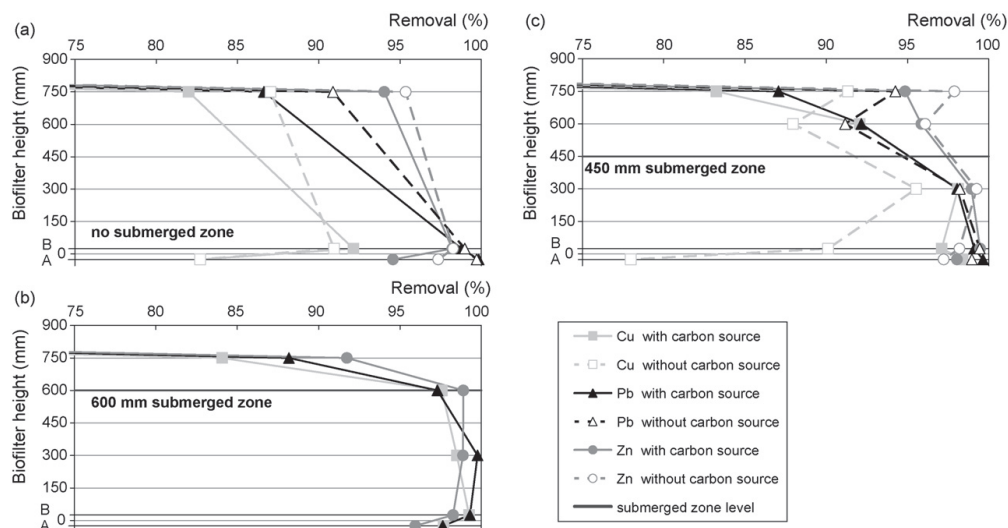 (a)
Removal (%)
75 80 85 90 95 100
Biofilter height (mm)
900
750
600
450
300
150
B
0
A
no submerged zone
(b)
Removal (%)
75 80 85 90 95 100
Biofilter height (mm)
900
750
600
450
300
150
B
0
A
600 mm submerged zone
(c)
Removal (%)
75 80 85 90 95 100
Biofilter height (mm)
900
750
600
450
300
150
B
0
A
450 mm submerged zone
Cu with carbon source
Cu without carbon source
Pb with carbon source
Pb without carbon source
Zn with carbon source
Zn without carbon source
submerged zone level